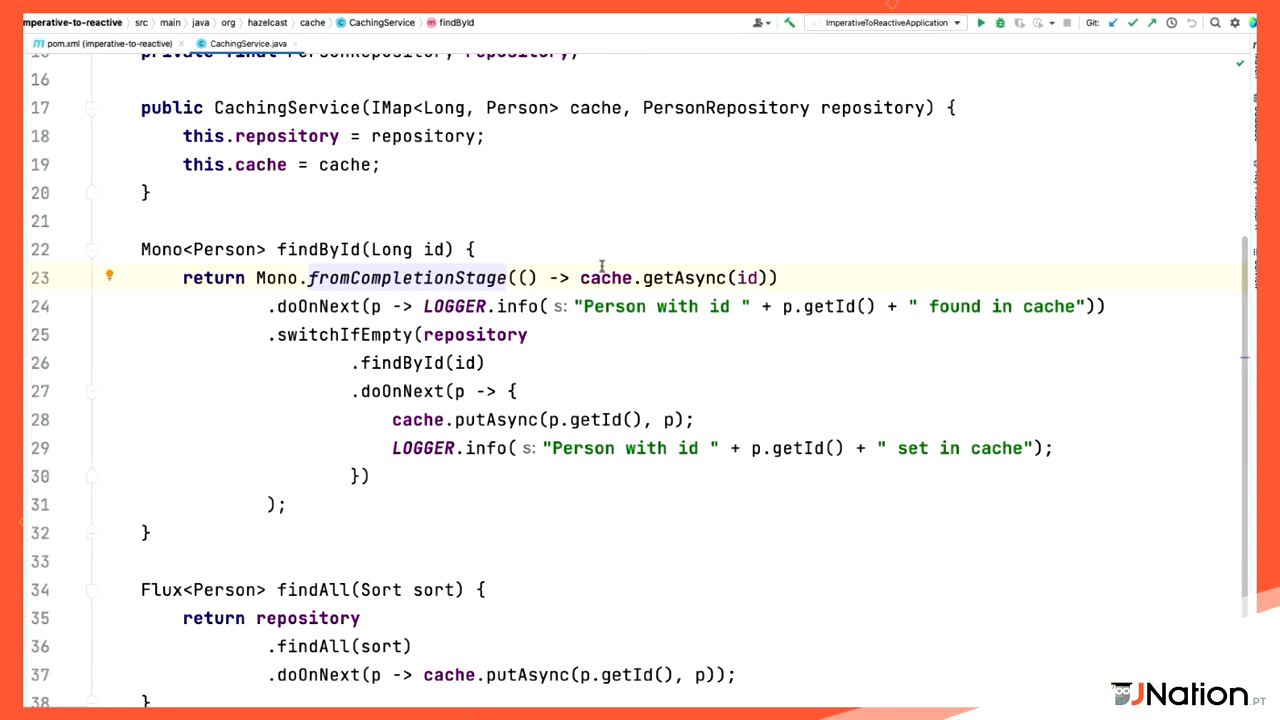 mperative-to-reactive › src › main › java › org › hazelcast › cache › CachingService › findById ImperativeToReactiveApplication Git:
pom.xml (imperative-to-reactive) × CachingService.java ×
16
17 public CachingService(IMap<Long, Person> cache, PersonRepository repository) {
18 this.repository = repository;
19 this.cache = cache;
20 }
21
22 Mono<Person> findById(Long id) {
23 return Mono.fromCompletionStage(() -> cache.getAsync(id))
24 .doOnNext(p -> LOGGER.info( s: "Person with id " + p.getId() + " found in cache"))
25 .switchIfEmpty(repository
26 .findById(id)
27 .doOnNext(p -> {
28 cache.putAsync(p.getId(), p);
29 LOGGER.info( s: "Person with id " + p.getId() + " set in cache");
30 })
31 );
32 }
33
34 Flux<Person> findAll(Sort sort) {
35 return repository
36 .findAll(sort)
37 .doOnNext(p -> cache.putAsync(p.getId(), p));
38 }
JNation.PT